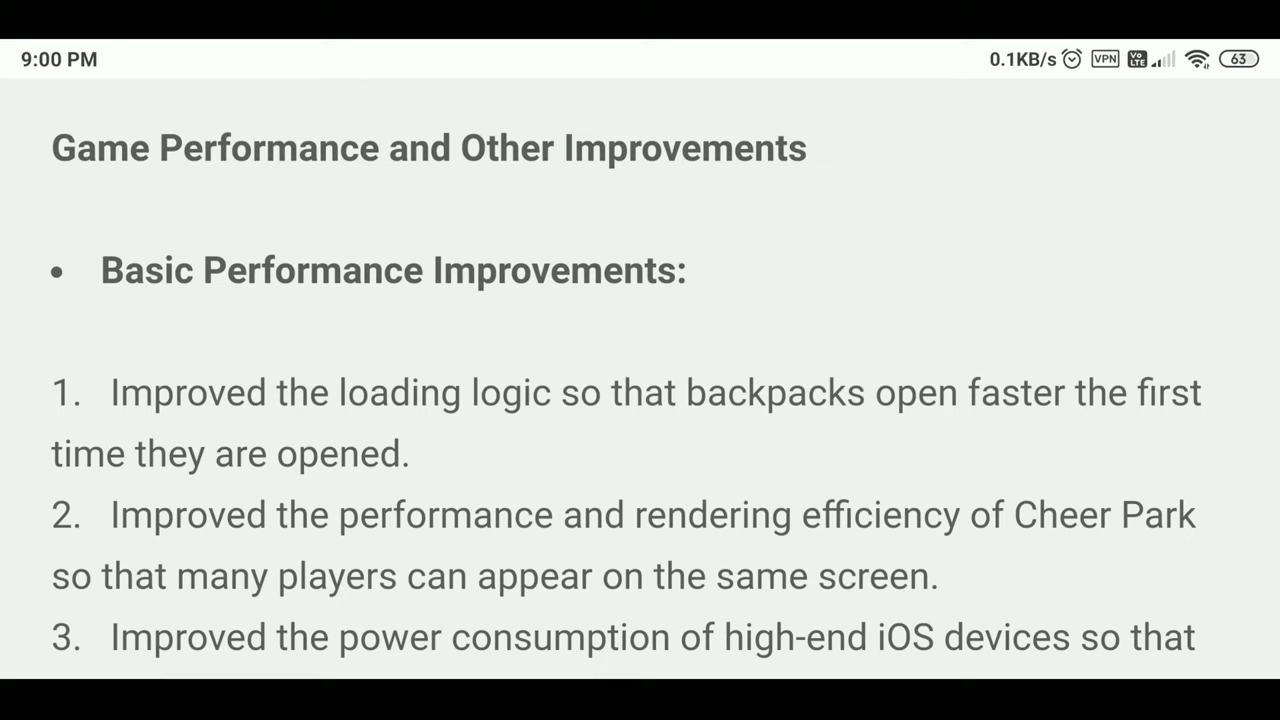 9:00 PM 0.1KB/s VPN Vo LTE 63
Game Performance and Other Improvements
• Basic Performance Improvements:
1. Improved the loading logic so that backpacks open faster the first
time they are opened.
2. Improved the performance and rendering efficiency of Cheer Park
so that many players can appear on the same screen.
3. Improved the power consumption of high-end iOS devices so that